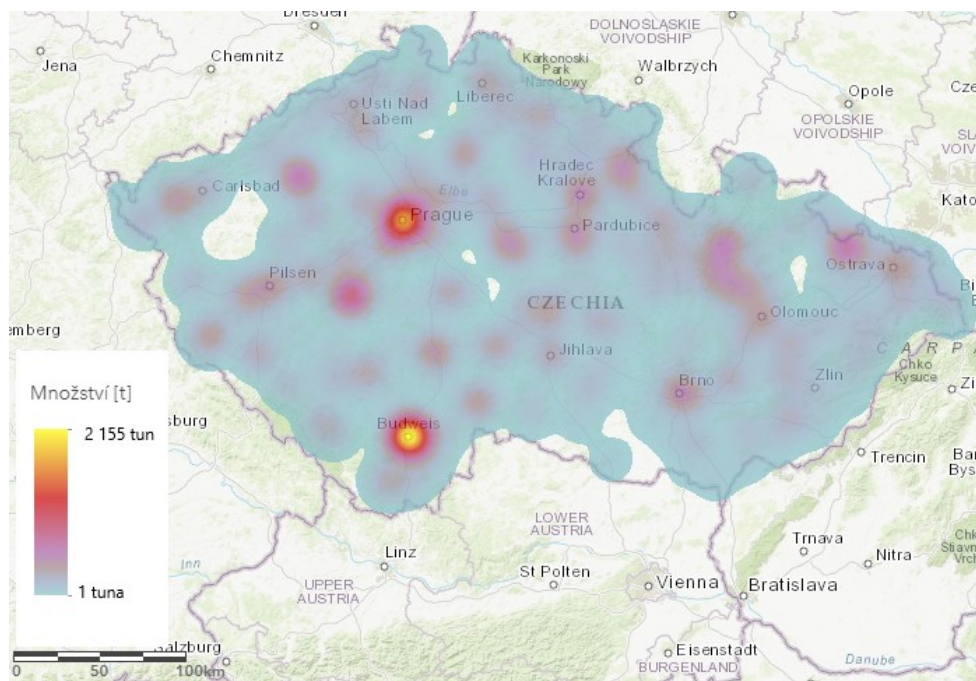 Dresden
DOLNOSLASKIE
VOIVODSHIP
Jena
Chemnitz
Karkonoski
Park
Narodowy
Walbrzych
Usti Nad
Labem
Liberec
Opole
OPOLSKIE
VOIVODSHIP
Carlsbad
Hradec
Kralove
Elbe
Prague
Pardubice
Ostrava
Pilsen
CZECHIA
Olomouc
Jihlava
Chko
Kysuce
Brno
Zlin
Množství [t]
2 155 tun
Budweis
Trencin
LOWER
AUSTRIA
Linz
Trnava
Nitra
Inn
St Polten
Vienna
1 tuna
UPPER
AUSTRIA
Bratislava
Eisenstadt
BURGENLAND
Danube
0 50 100km